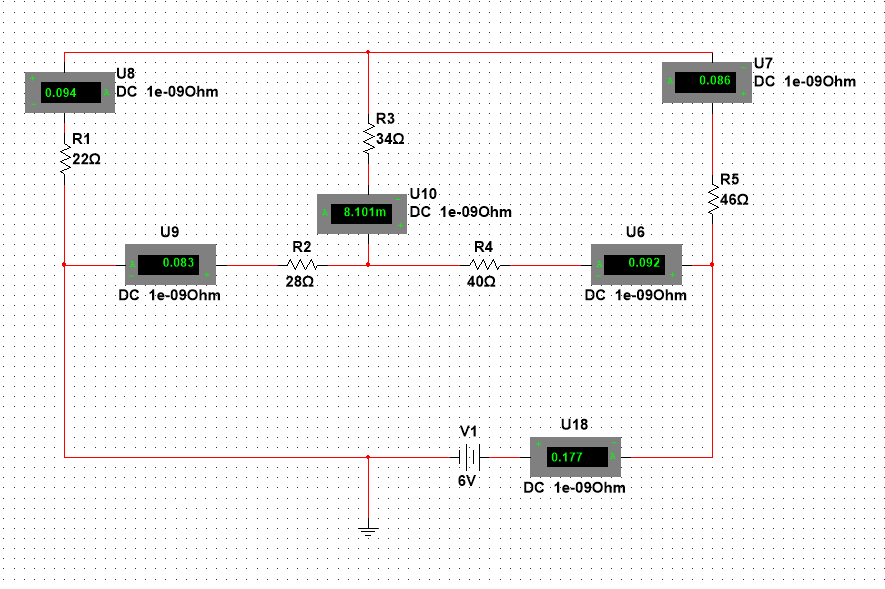 U8
0.094 A
DC 1e-09Ohm
U7
0.086
DC 1e-09Ohm
R1
22Ω
R3
34Ω
U10
8.101m
DC 1e-09Ohm
R5
46Ω
U9
0.083
DC 1e-09Ohm
R2
28Ω
R4
40Ω
U6
0.092
DC 1e-09Ohm
V1
6V
U18
0.177 A
DC 1e-09Ohm